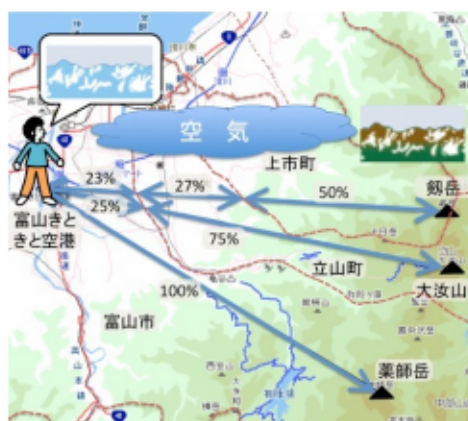 空気
上市町
23%
27%
50%
剱岳
25%
富山きと
きと空港
75%
立山町
大汝山
100%
富山市
薬師岳